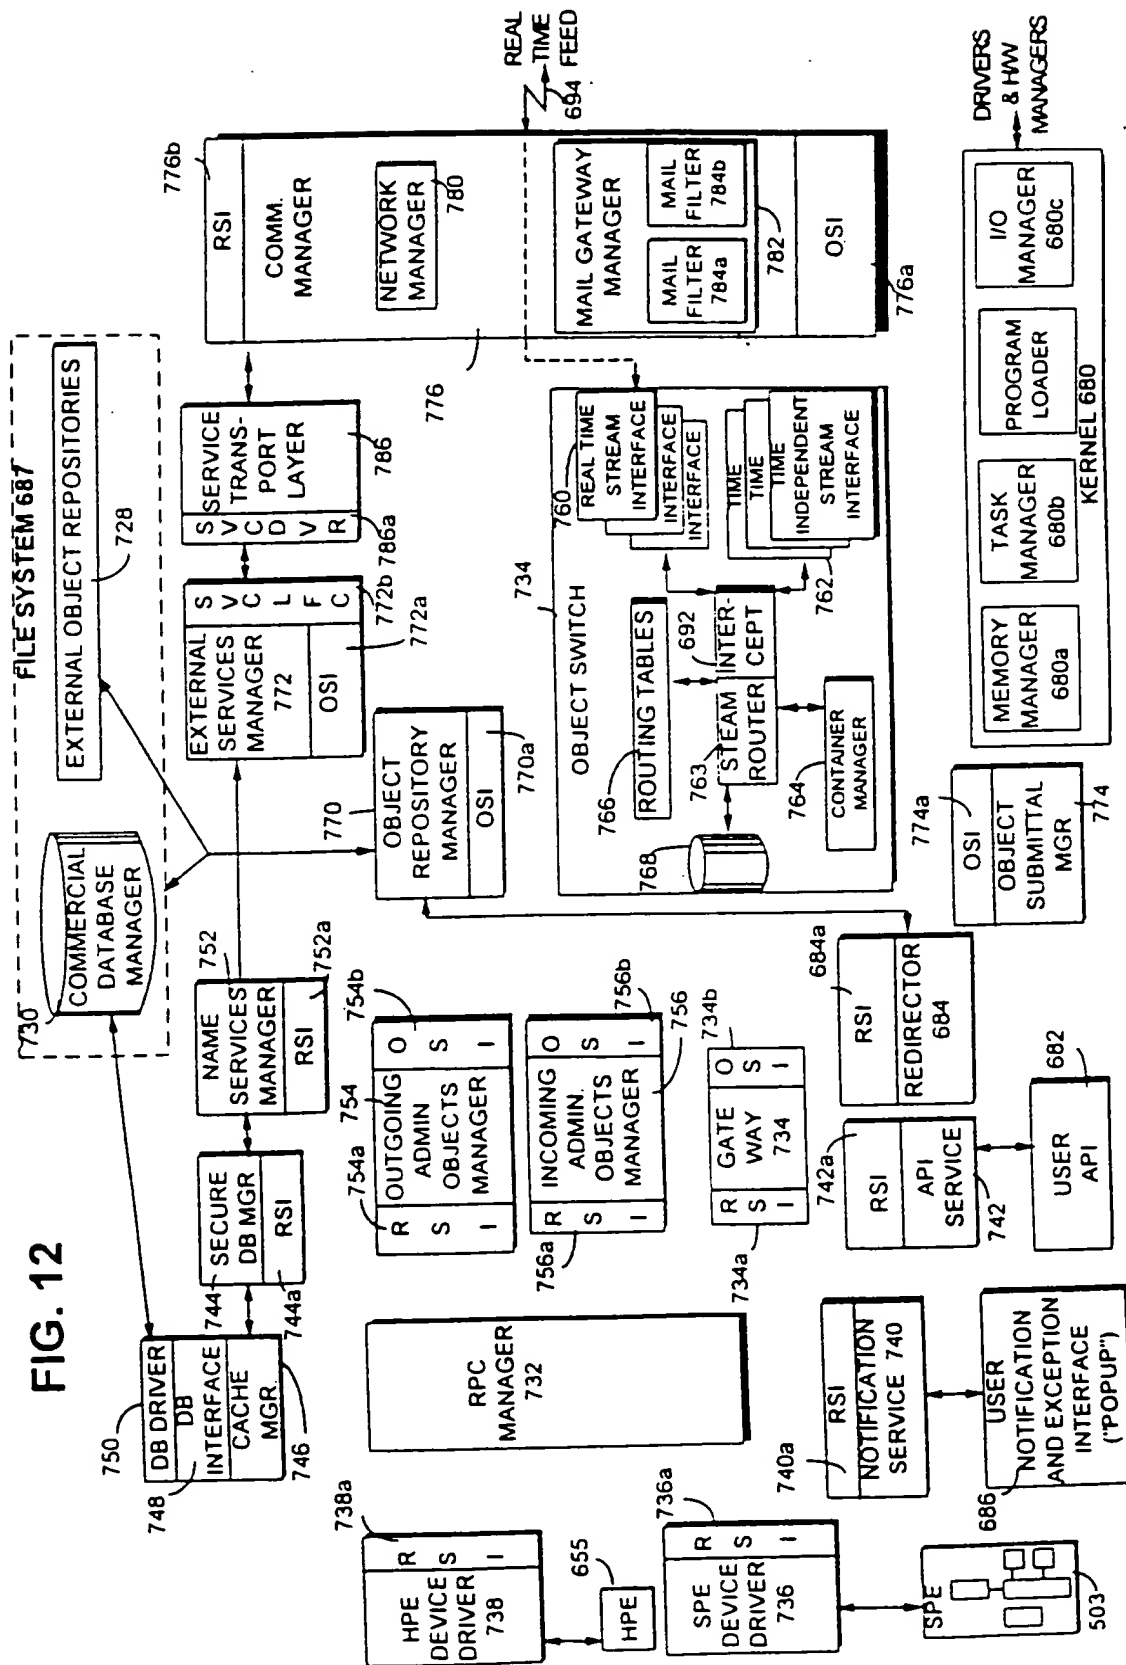 FIG. 12
FILE SYSTEM 687
730
COMMERCIAL
DATABASE
MANAGER
EXTERNAL OBJECT REPOSITORIES
728
750
DB DRIVER
DB
INTERFACE
748
CACHE
MGR.
746
744
SECURE
DB MGR
RSI
744a
752
NAME
SERVICES
MANAGER
RSI
752a
EXTERNAL
SERVICES
MANAGER
772
OSI
772a
S
V
C
L
F
C
772b
S
V
C
D
V
R
786a
SERVICE
TRANS-
PORT
LAYER
786
776b
RSI
COMM.
MANAGER
NETWORK
MANAGER
780
776
MAIL GATEWAY
MANAGER
MAIL
FILTER
784a
MAIL
FILTER
784b
782
OSI
776a
REAL
TIME
FEED
694
738a
HPE
DEVICE
DRIVER
738
R
S
I
655
HPE
736a
SPE
DEVICE
DRIVER
736
R
S
I
SPE
503
RPC
MANAGER
732
754a
754
754b
R
S
I
OUTGOING
ADMIN
OBJECTS
MANAGER
O
S
I
756a
R
S
I
INCOMING
ADMIN.
OBJECTS
MANAGER
O
S
I
756b
756
734a
R
S
I
GATE
WAY
734
O
S
I
734b
770
OBJECT
REPOSITORY
MANAGER
OSI
770a
734
OBJECT SWITCH
766
ROUTING TABLES
768
763
STEAM
ROUTER
692
INTER-
CEPT
764
CONTAINER
MANAGER
760
REAL TIME
STREAM
INTERFACE
INTERFACE
INTERFACE
TIME
TIME
TIME
INDEPENDENT
STREAM
INTERFACE
762
740a
RSI
NOTIFICATION
SERVICE 740
686
USER
NOTIFICATION
AND EXCEPTION
INTERFACE
("POPUP")
742a
RSI
API
SERVICE
742
USER
API
682
684a
RSI
REDIRECTOR
684
774a
OSI
OBJECT
SUBMITTAL
MGR
774
MEMORY
MANAGER
680a
TASK
MANAGER
680b
PROGRAM
LOADER
I/O
MANAGER
680c
KERNEL 680
DRIVERS
& H/W
MANAGERS